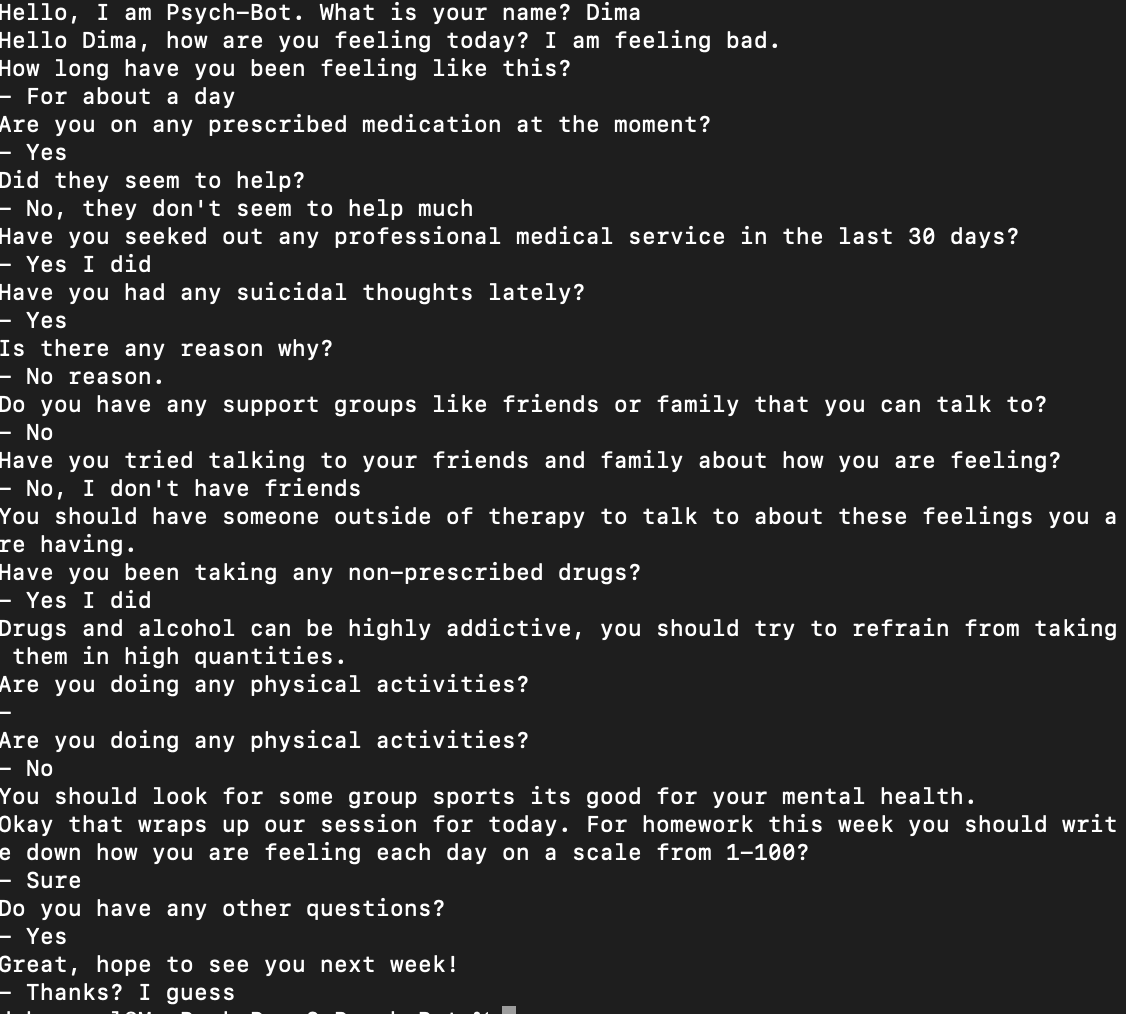 Hello, I am Psych-Bot. What is your name? Dima
Hello Dima, how are you feeling today? I am feeling bad.
How long have you been feeling like this?
- For about a day
Are you on any prescribed medication at the moment?
- Yes
Did they seem to help?
- No, they don't seem to help much
Have you seeked out any professional medical service in the last 30 days?
- Yes I did
Have you had any suicidal thoughts lately?
- Yes
Is there any reason why?
- No reason.
Do you have any support groups like friends or family that you can talk to?
- No
Have you tried talking to your friends and family about how you are feeling?
- No, I don't have friends
You should have someone outside of therapy to talk to about these feelings you a
re having.
Have you been taking any non-prescribed drugs?
- Yes I did
Drugs and alcohol can be highly addictive, you should try to refrain from taking
 them in high quantities.
Are you doing any physical activities?
-
Are you doing any physical activities?
- No
You should look for some group sports its good for your mental health.
Okay that wraps up our session for today. For homework this week you should writ
e down how you are feeling each day on a scale from 1-100?
- Sure
Do you have any other questions?
- Yes
Great, hope to see you next week!
- Thanks? I guess